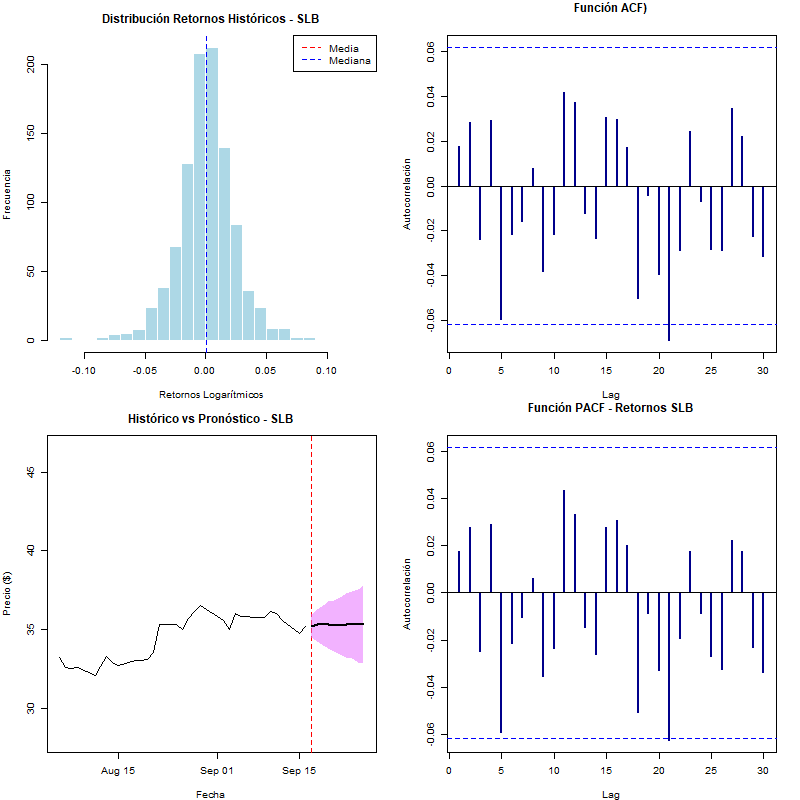 Distribución Retornos Históricos - SLB
Frecuencia
0
50
100
150
200
Media
Mediana
-0.10
-0.05
0.00
0.05
0.10
Retornos Logarítmicos
Función ACF)
Autocorrelación
-0.06
-0.04
-0.02
0.00
0.02
0.04
0.06
0
5
10
15
20
25
30
Lag
Histórico vs Pronóstico - SLB
Precio ($)
30
35
40
45
Aug 15
Sep 01
Sep 15
Fecha
Función PACF - Retornos SLB
Autocorrelación
-0.06
-0.04
-0.02
0.00
0.02
0.04
0.06
0
5
10
15
20
25
30
Lag